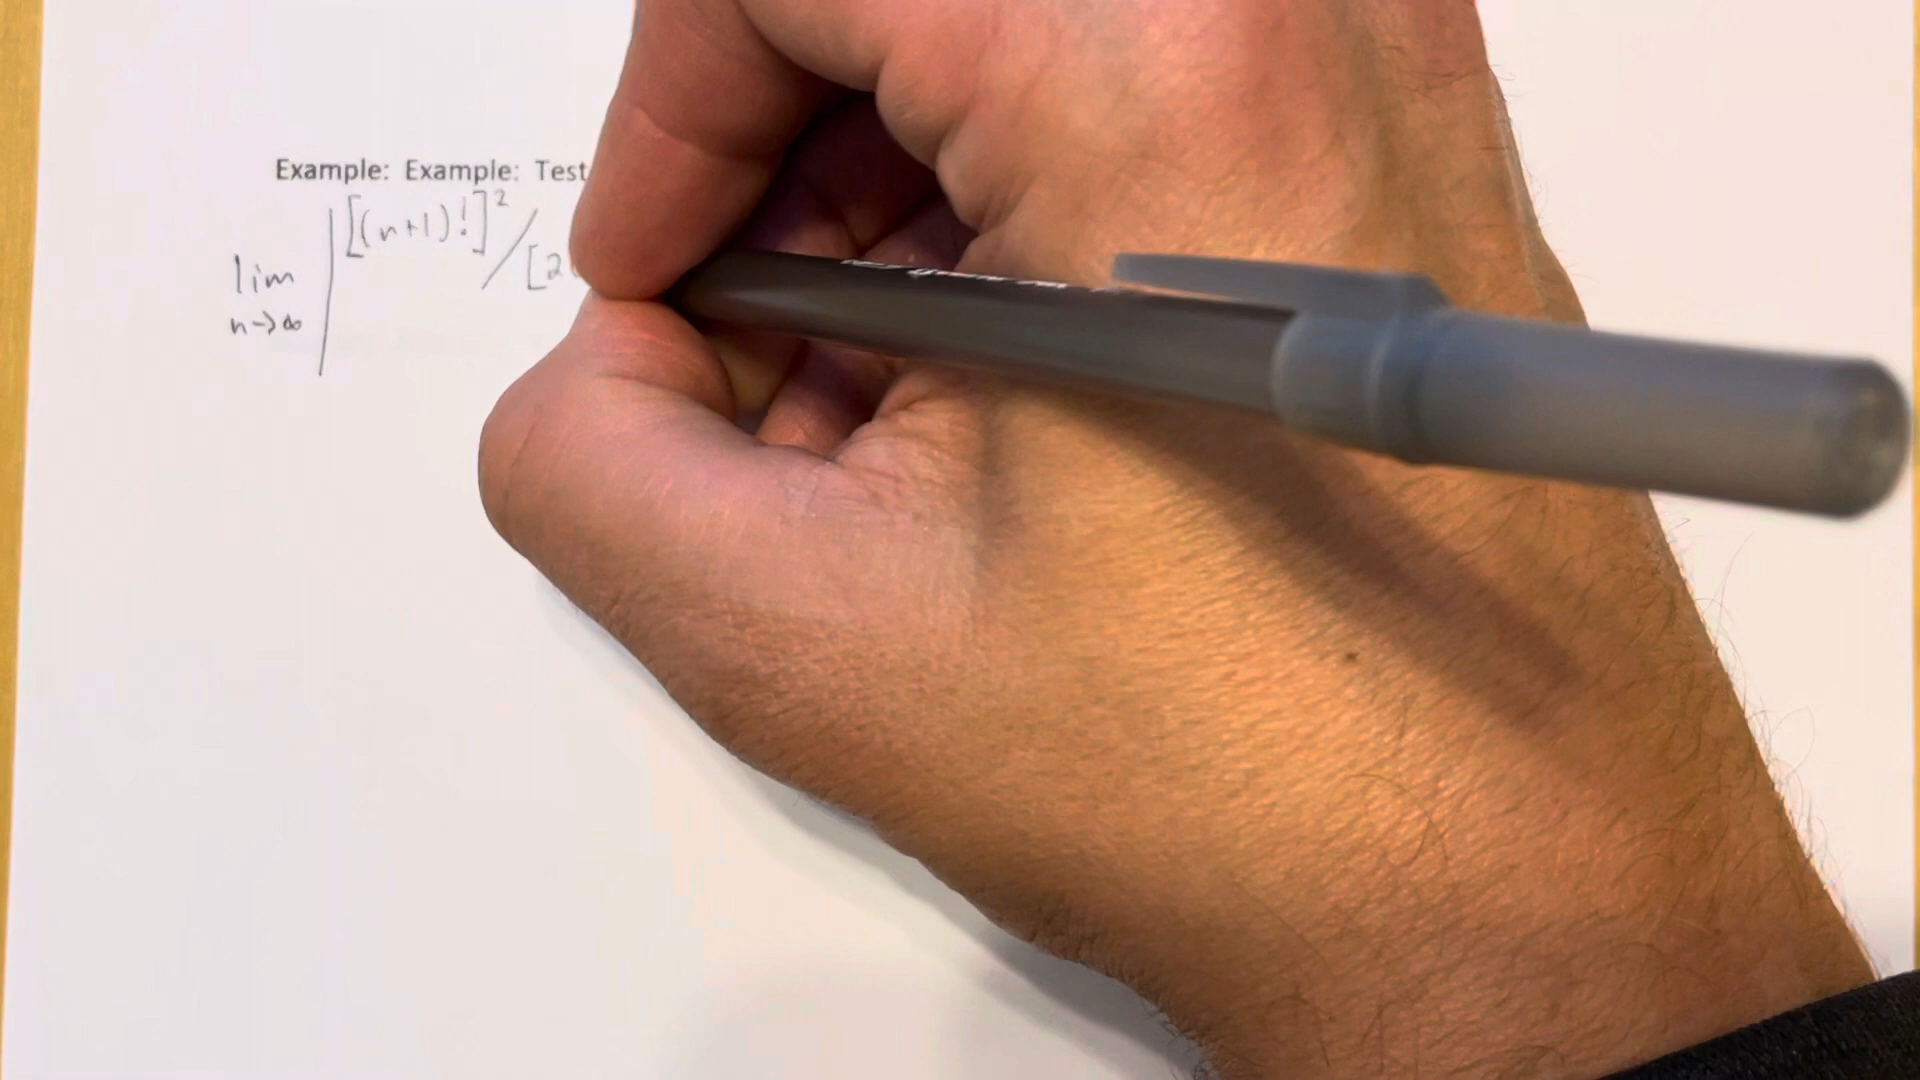 Example: Example: Test
lim n→∞ | [(n+1)!]² / [2